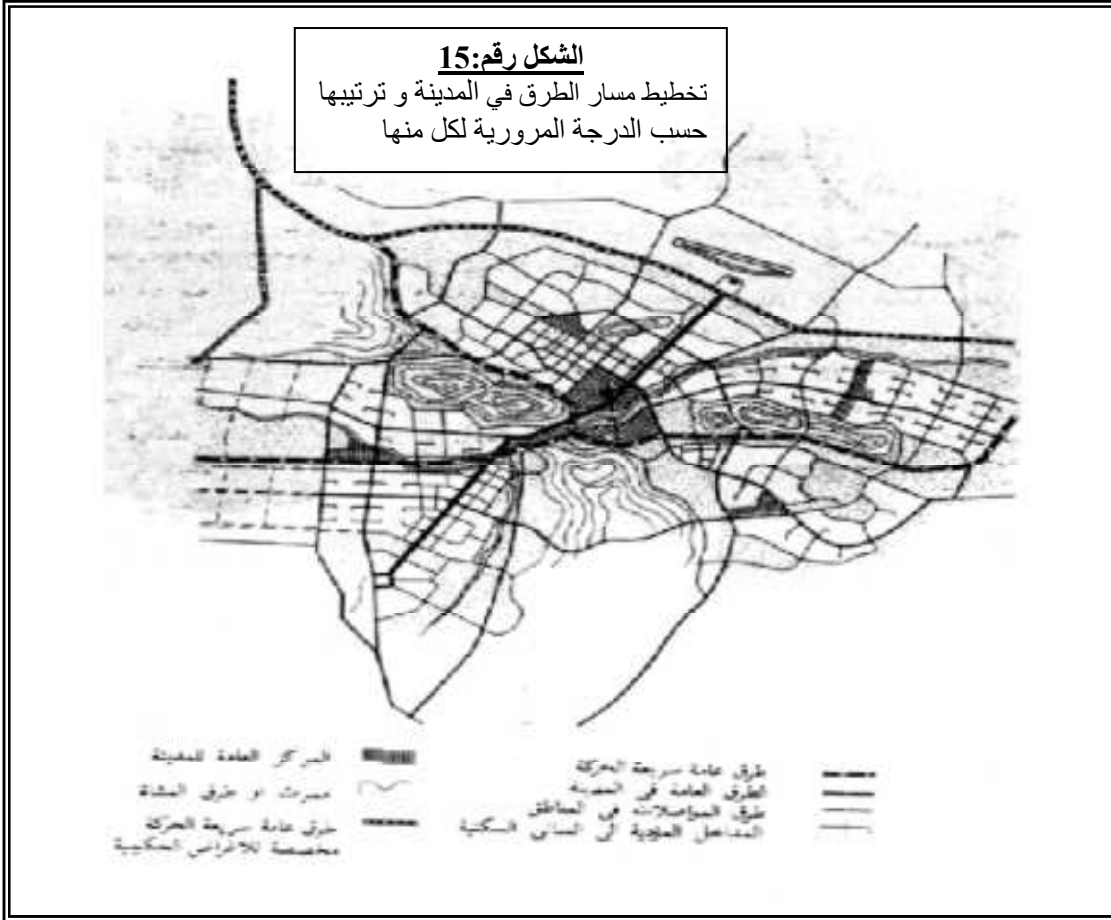 الشكل رقم:15
تخطيط مسار الطرق في المدينة و ترتيبها
حسب الدرجة المرورية لكل منها
طرق عامة سريعة الحركة
الطرق العامة في المدينة
طرق المواصلات في المناطق
المداخل المؤدية الى المباني السكنية
المركز العامة للمدينة
ممرات او طرق المشاة
طرق عامة سريعة الحركة
مخصصة للاغراض